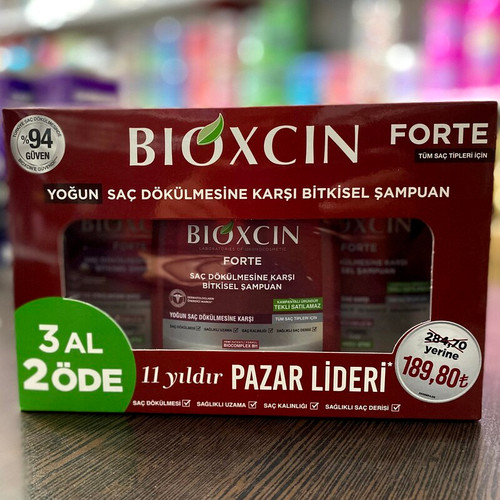 %94
GÜVEN
BIOXCIN
FORTE
TÜM SAÇ TİPLERİ İÇİN
YOĞUN SAÇ DÖKÜLMESİNE KARŞI BİTKİSEL ŞAMPUAN
BIOXCIN
FORTE
SAÇ DÖKÜLMESİNE KARŞI
BİTKİSEL ŞAMPUAN
TEKLİ SATILAMAZ
YOĞUN SAÇ DÖKÜLMESİNE KARŞI
TÜM SAÇ TİPLERİ İÇİN
BIOCOMPLEX B11
3 AL
2 ÖDE
11 yıldır PAZAR LİDERİ*
284,70
yerine
189,80₺
SAÇ DÖKÜLMESİ SAĞLIKLI UZAMA SAÇ KALINLIĞI SAĞLIKLI SAÇ DERİSİ